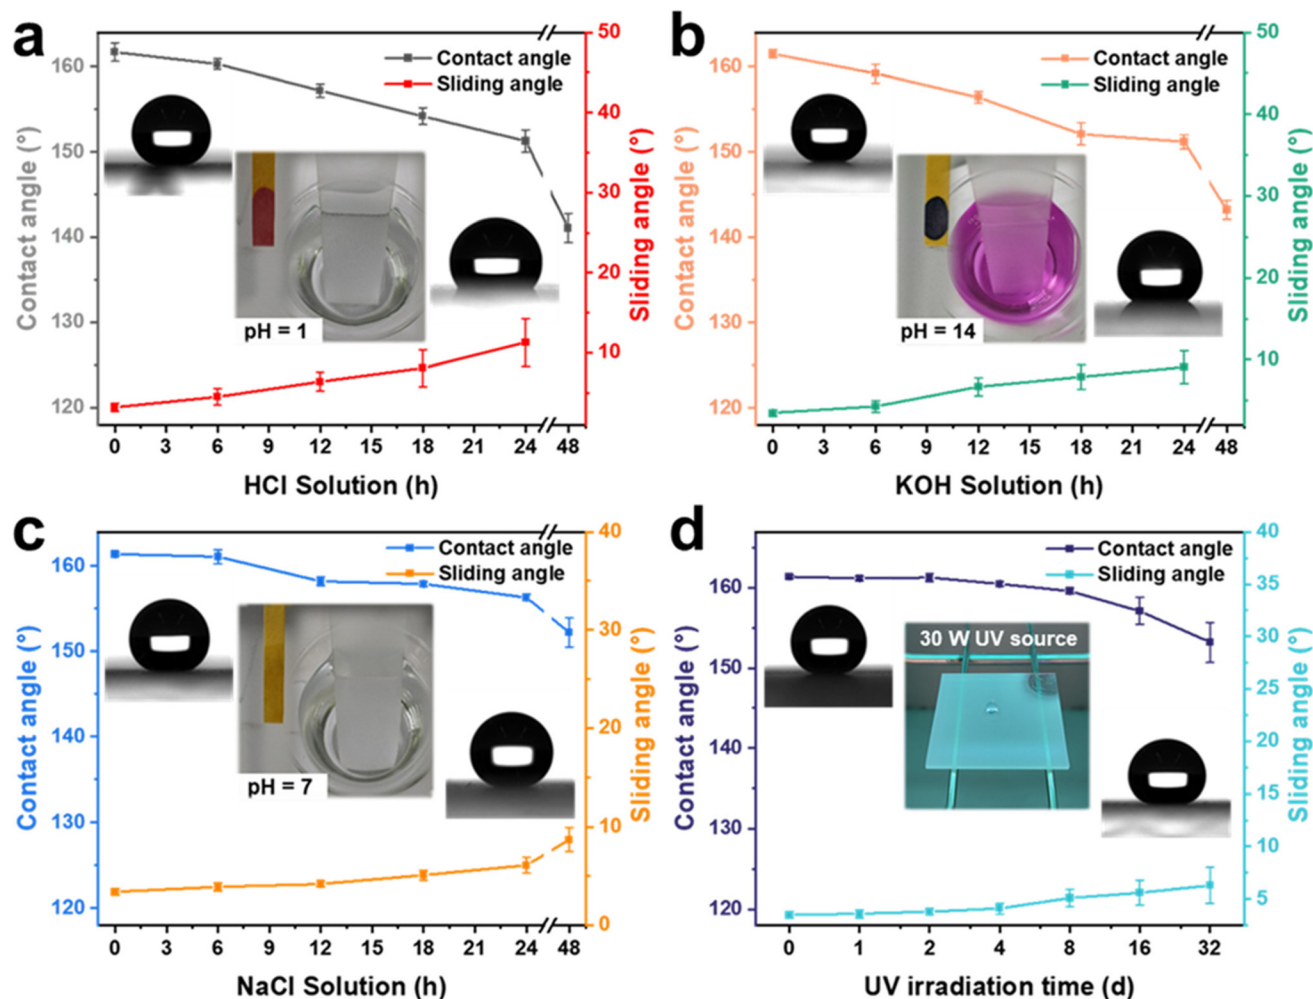 a
Contact angle
Sliding angle
160
150
140
130
120
Contact angle (°)
50
40
30
20
10
Sliding angle (°)
pH = 1
0 3 6 9 12 15 18 21 24 48
HCl Solution (h)
b
Contact angle
Sliding angle
160
150
140
130
120
Contact angle (°)
50
40
30
20
10
Sliding angle (°)
pH = 14
0 3 6 9 12 15 18 21 24 48
KOH Solution (h)
c
Contact angle
Sliding angle
160
150
140
130
120
Contact angle (°)
40
30
20
10
0
Sliding angle (°)
pH = 7
0 3 6 9 12 15 18 21 24 48
NaCl Solution (h)
d
Contact angle
Sliding angle
160
150
140
130
120
Contact angle (°)
40
35
30
25
20
15
10
5
Sliding angle (°)
30 W UV source
0 1 2 4 8 16 32
UV irradiation time (d)